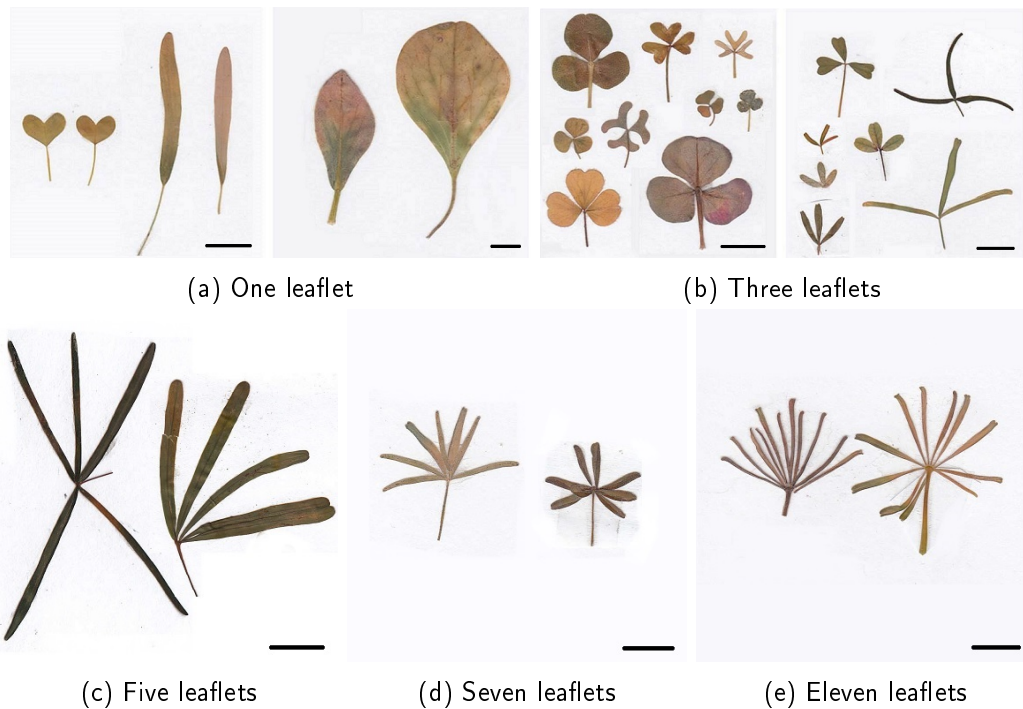 (a) One leaflet
(b) Three leaflets
(c) Five leaflets
(d) Seven leaflets
(e) Eleven leaflets